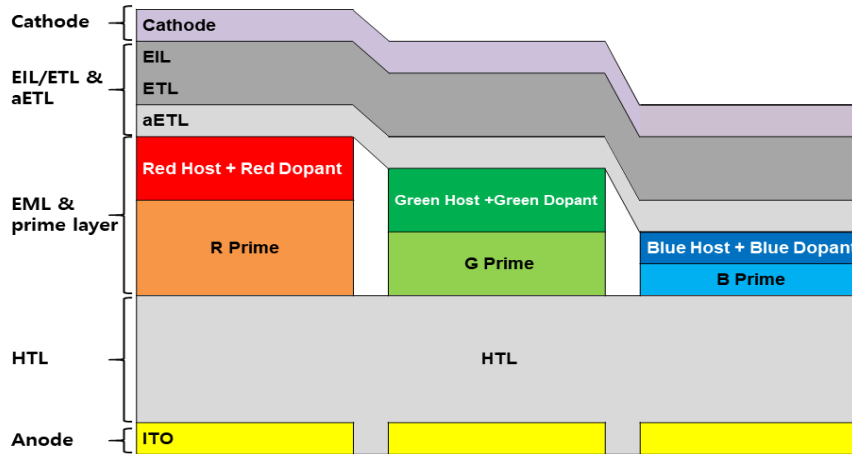 Cathode
Cathode
EIL/ETL &
aETL
EIL
ETL
aETL
EML &
prime layer
Red Host + Red Dopant
Green Host +Green Dopant
Blue Host + Blue Dopant
R Prime
G Prime
B Prime
HTL
HTL
Anode
ITO